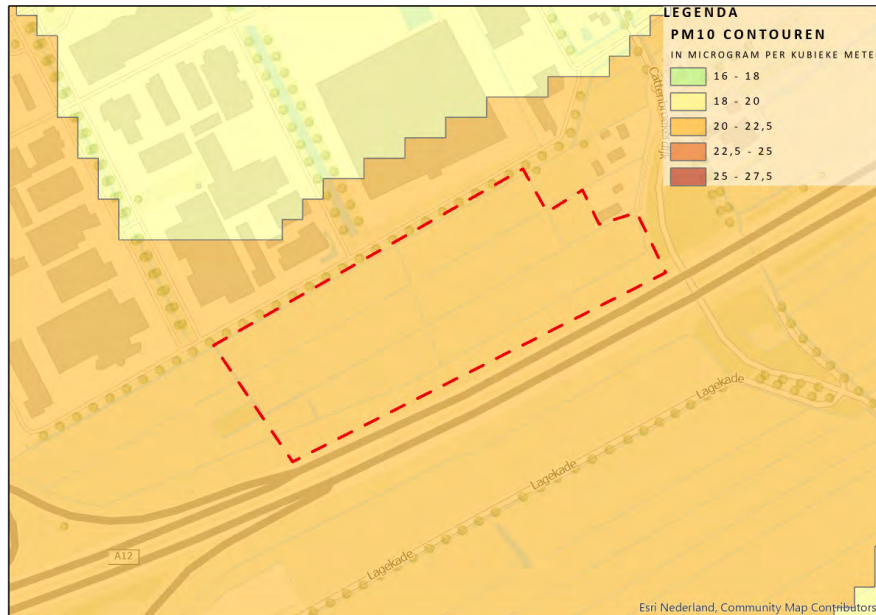 LEGENDA
PM10 CONTOUREN
IN MICROGRAM PER KUBIEKE METE
16 - 18
18 - 20
20 - 22,5
22,5 - 25
25 - 27,5
Lagekade
Lagekade
A12
Lagekade
Esri Nederland, Community Map Contributors